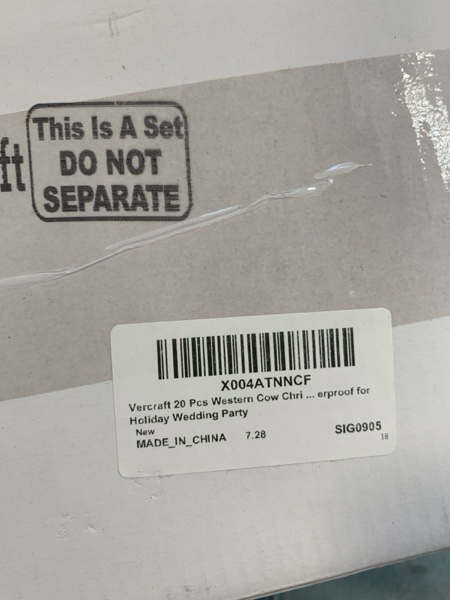 ft
This Is A Set
DO NOT
SEPARATE
X004ATNNCF
Vercraft 20 Pcs Western Cow Chri ... erproof for
Holiday Wedding Party
New
MADE_IN_CHINA 7.28 SIG0905
18